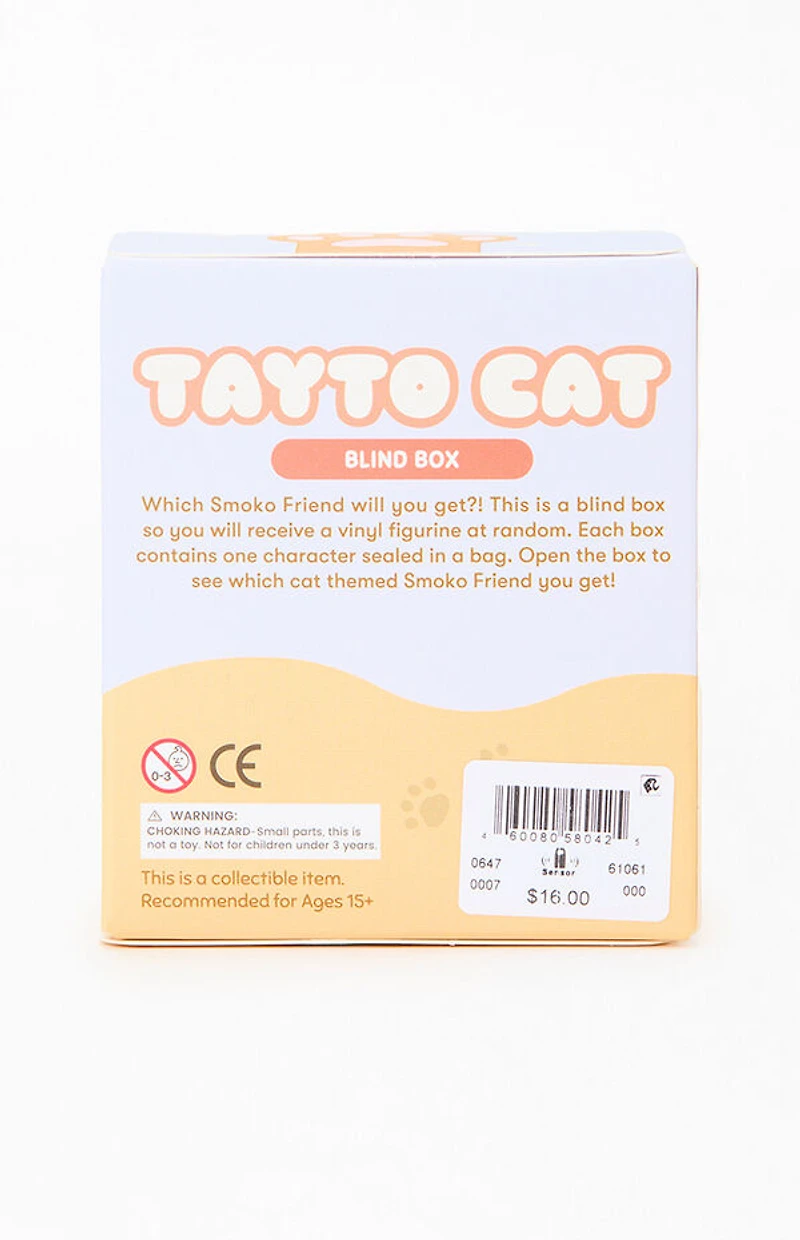 TAYTO CAT
BLIND BOX
Which Smoko Friend will you get?! This is a blind box
so you will receive a vinyl figurine at random. Each box
contains one character sealed in a bag. Open the box to
see which cat themed Smoko Friend you get!
0-3
CE
WARNING:
CHOKING HAZARD-Small parts, this is
not a toy. Not for children under 3 years.
This is a collectible item.
Recommended for Ages 15+
4 60080 58042 5
0647 Sensor 61061
0007 $16.00 000